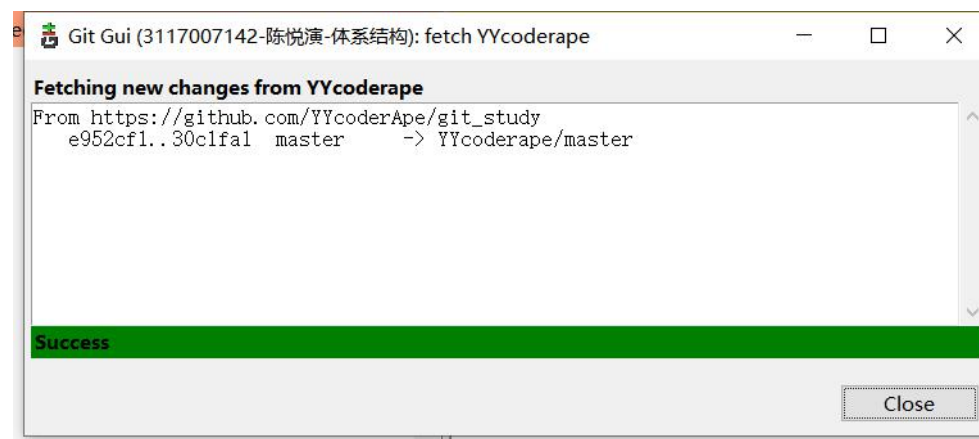 Git Gui (3117007142-陈悦演-体系结构): fetch YYcoderape
Fetching new changes from YYcoderape
From https://github.com/YYcoderApe/git_study
e952cf1..30c1fa1 master -> YYcoderape/master
Success
Close